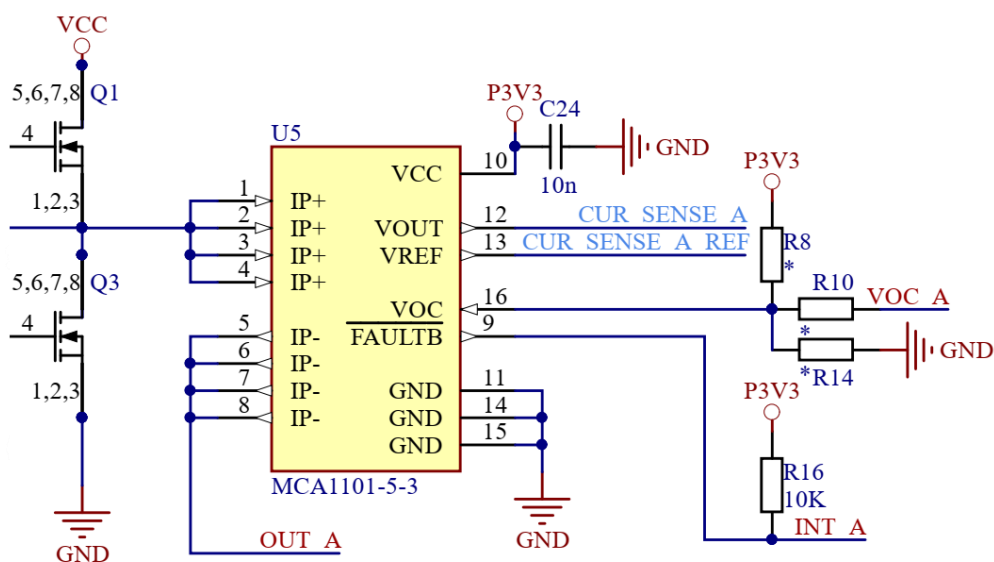 VCC
5,6,7,8 Q1
4
1,2,3
5,6,7,8 Q3
4
1,2,3
GND
U5
1 IP+
2 IP+
3 IP+
4 IP+
5 IP-
6 IP-
7 IP-
8 IP-
VCC 10
VOUT 12
VREF 13
VOC 16
FAULTB 9
GND 11
GND 14
GND 15
MCA1101-5-3
OUT_A
P3V3
C24
10n
GND
CUR_SENSE_A
CUR_SENSE_A_REF
P3V3
R8
*
R10
*
VOC_A
*
R14
GND
P3V3
R16
10K
INT_A
GND